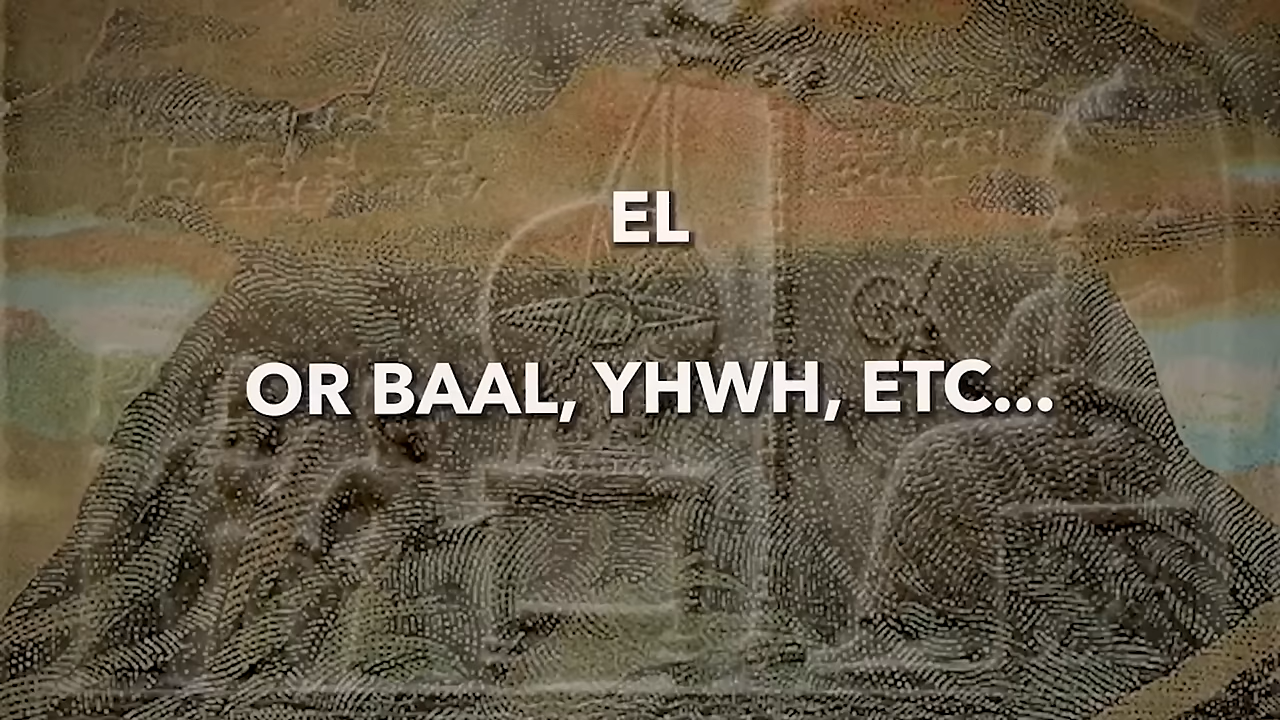 EL
OR BAAL, YHWH, ETC...